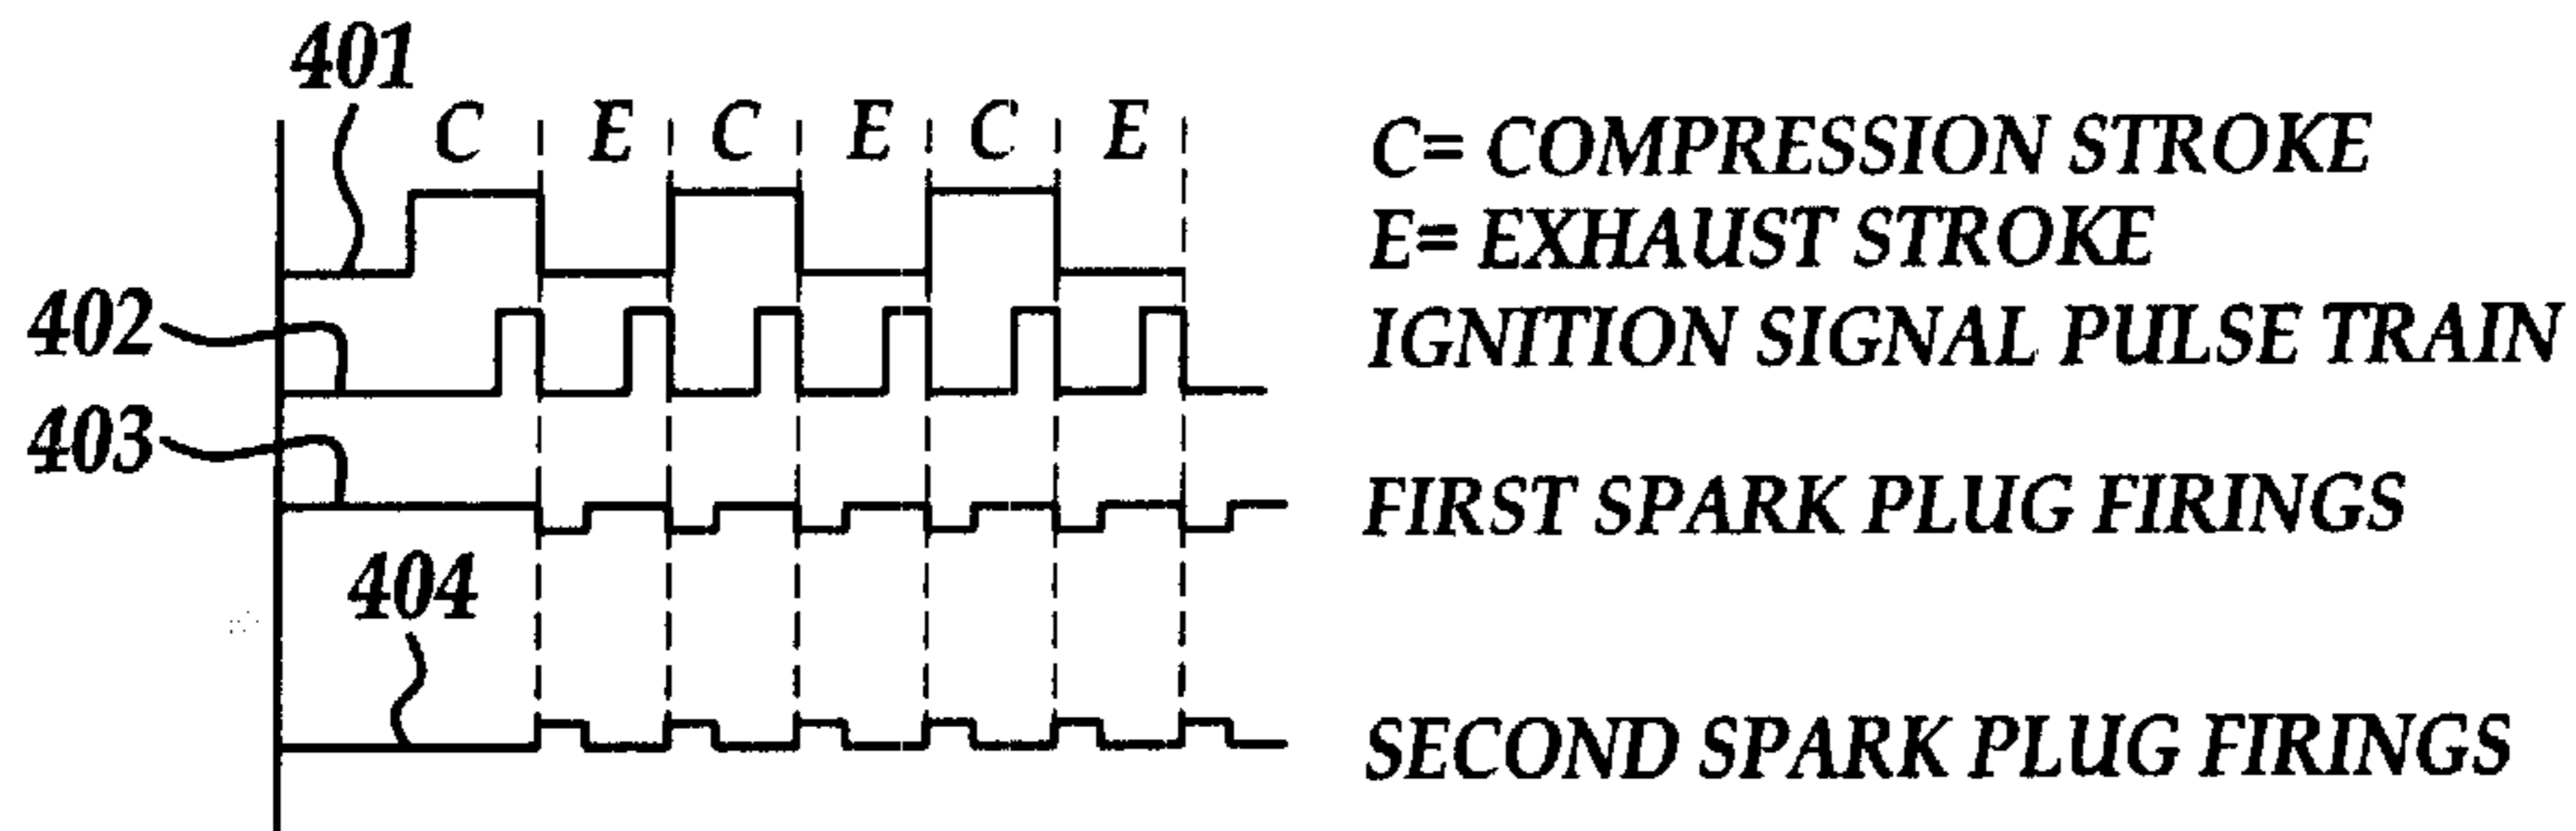 401
C E C E C E
C= COMPRESSION STROKE
E= EXHAUST STROKE
402
IGNITION SIGNAL PULSE TRAIN
403
FIRST SPARK PLUG FIRINGS
404
SECOND SPARK PLUG FIRINGS